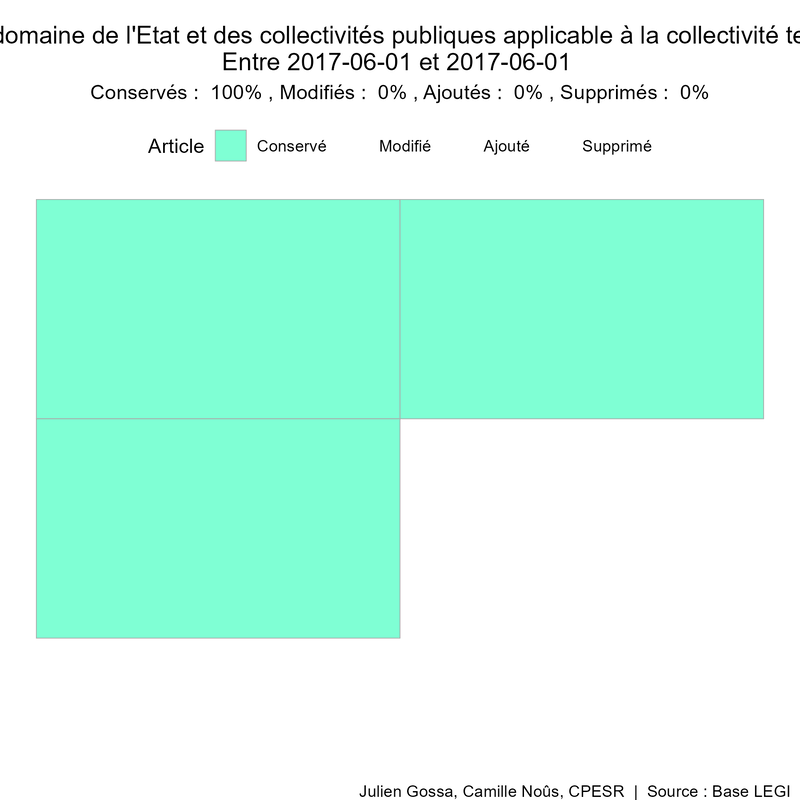 domaine de l'Etat et des collectivités publiques applicable à la collectivité te
Entre 2017-06-01 et 2017-06-01
Conservés :  100% , Modifiés :  0% , Ajoutés :  0% , Supprimés :  0%
Article Conservé Modifié Ajouté Supprimé
Julien Gossa, Camille Noûs, CPESR  |  Source : Base LEGI